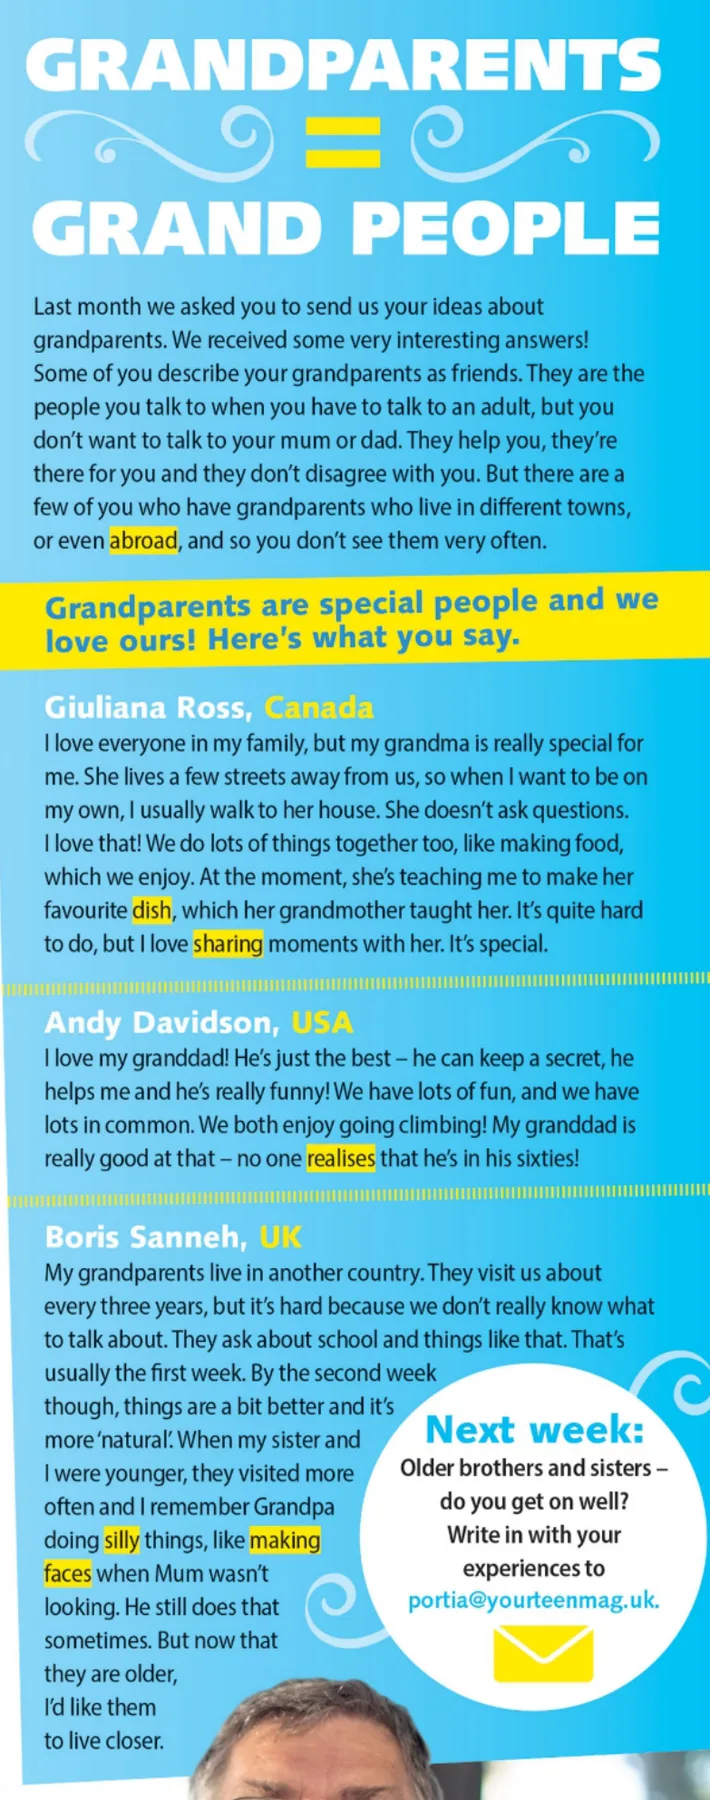 GRANDPARENTS
=
GRAND PEOPLE
Last month we asked you to send us your ideas about
grandparents. We received some very interesting answers!
Some of you describe your grandparents as friends. They are the
people you talk to when you have to talk to an adult, but you
don't want to talk to your mum or dad. They help you, they're
there for you and they don't disagree with you. But there are a
few of you who have grandparents who live in different towns,
or even abroad, and so you don't see them very often.
Grandparents are special people and we
love ours! Here's what you say.
Giuliana Ross, Canada
I love everyone in my family, but my grandma is really special for
me. She lives a few streets away from us, so when I want to be on
my own, I usually walk to her house. She doesn't ask questions.
I love that! We do lots of things together too, like making food,
which we enjoy. At the moment, she's teaching me to make her
favourite dish, which her grandmother taught her. It's quite hard
to do, but I love sharing moments with her. It's special.
Andy Davidson, USA
I love my granddad! He's just the best – he can keep a secret, he
helps me and he's really funny! We have lots of fun, and we have
lots in common. We both enjoy going climbing! My granddad is
really good at that – no one realises that he's in his sixties!
Boris Sanneh, UK
My grandparents live in another country. They visit us about
every three years, but it's hard because we don't really know what
to talk about. They ask about school and things like that. That's
usually the first week. By the second week
though, things are a bit better and it's
more 'natural'. When my sister and
I were younger, they visited more
often and I remember Grandpa
doing silly things, like making
faces when Mum wasn't
looking. He still does that
sometimes. But now that
they are older,
I'd like them
to live closer.
Next week:
Older brothers and sisters –
do you get on well?
Write in with your
experiences to
portia@yourteenmag.uk.